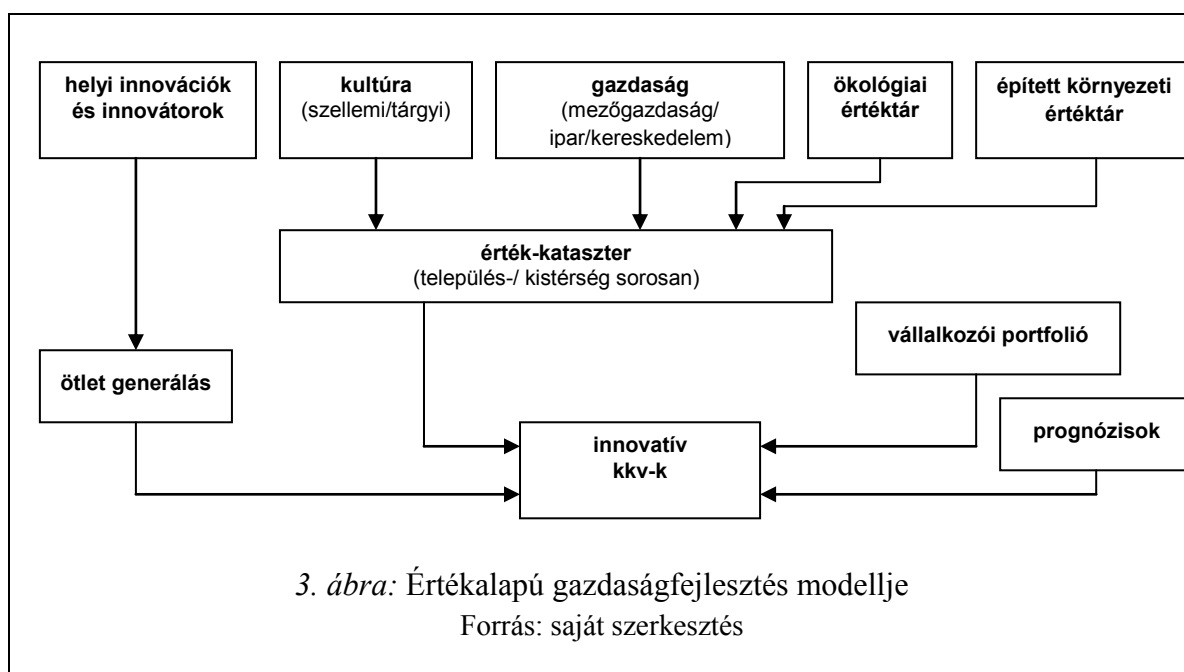 helyi innovációk
és innovátorok
kultúra
(szellemi/tárgyi)
gazdaság
(mezőgazdaság/
ipar/kereskedelem)
ökológiai
értéktár
épített környezeti
értéktár
érték-kataszter
(település-/ kistérség sorosan)
vállalkozói portfolió
ötlet generálás
prognózisok
innovatív
kkv-k
3. ábra: Értékalapú gazdaságfejlesztés modellje
Forrás: saját szerkesztés